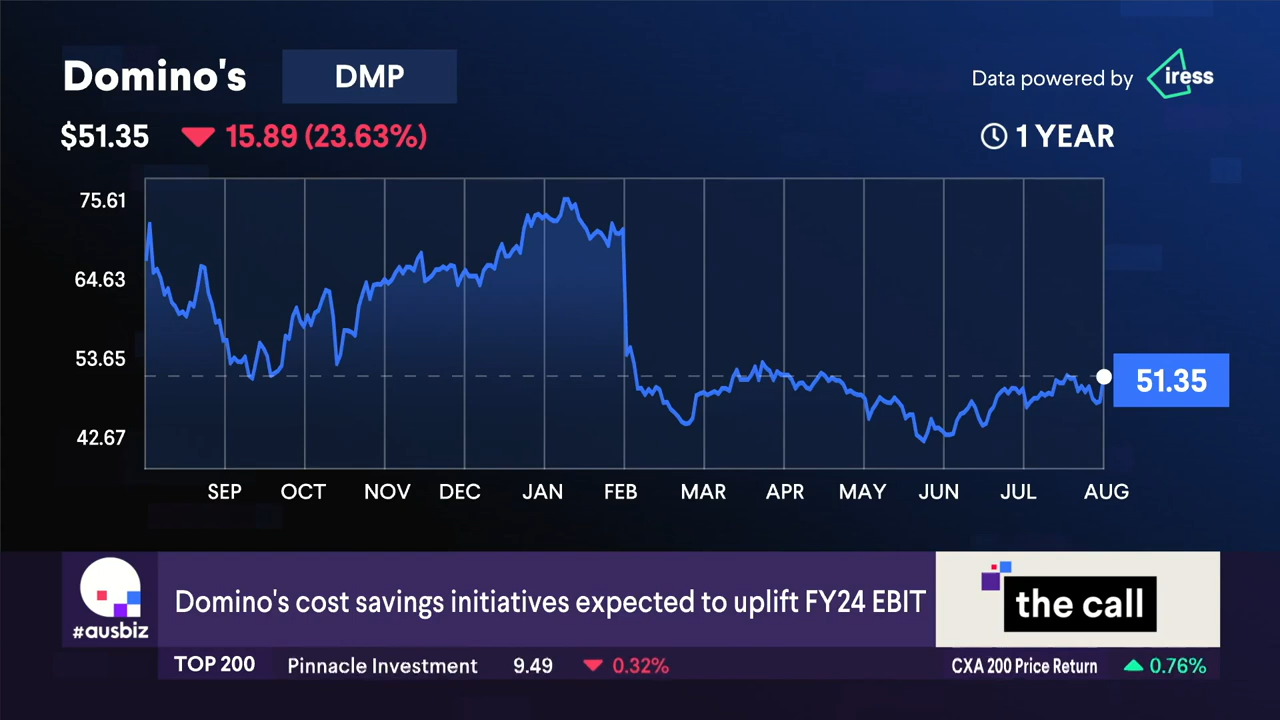 Domino's DMP
Data powered by iress
$51.35 15.89 (23.63%)
1 YEAR
75.61
64.63
53.65
42.67
51.35
SEP OCT NOV DEC JAN FEB MAR APR MAY JUN JUL AUG
#ausbiz
Domino's cost savings initiatives expected to uplift FY24 EBIT
the call
TOP 200 Pinnacle Investment 9.49 0.32% CXA 200 Price Return 0.76%